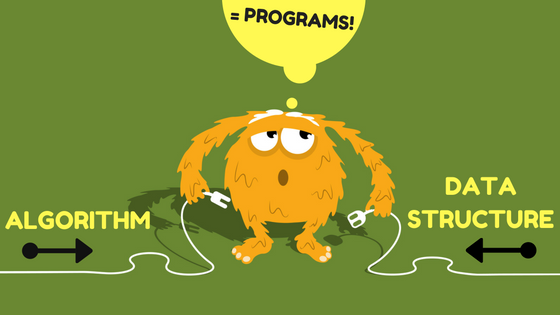 = PROGRAMS!
ALGORITHM
DATA
STRUCTURE